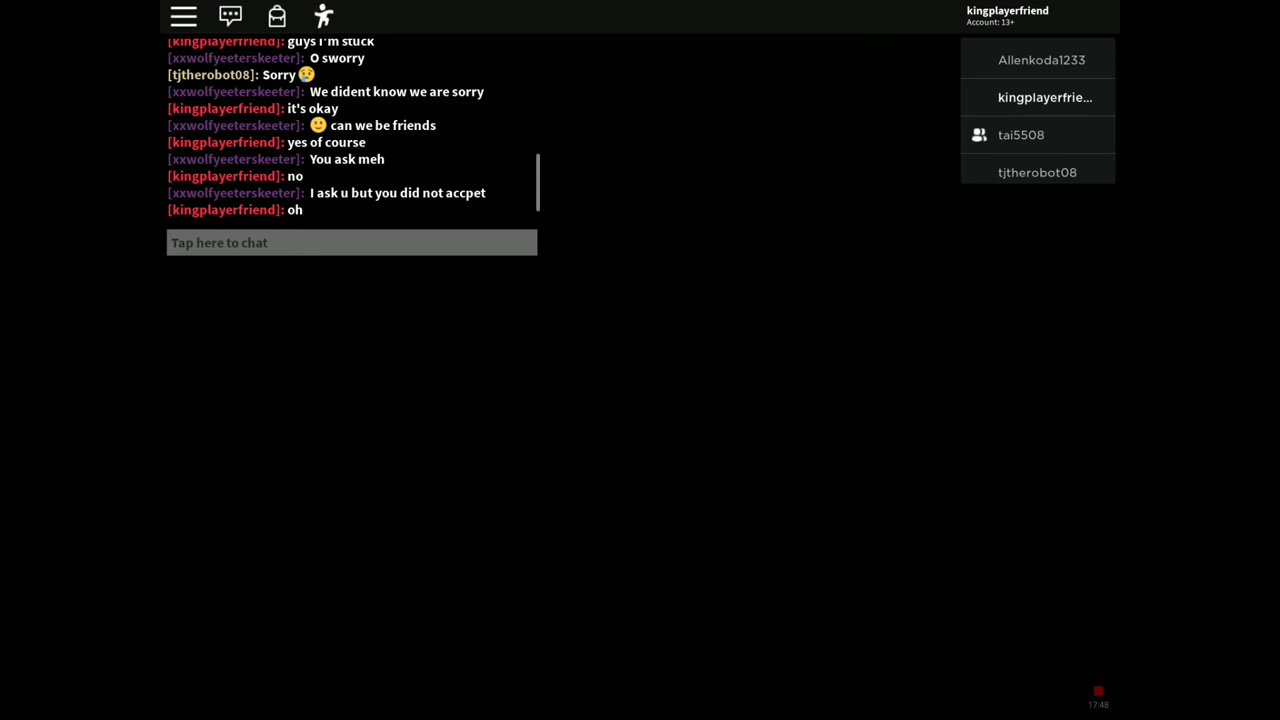 kingplayerfriend
Account: 13+
[kingplayerfriend]: guys I'm stuck
[xxwolfyeeterskeeter]: O sworry
[tjtherobot08]: Sorry 😢
[xxwolfyeeterskeeter]: We dident know we are sorry
[kingplayerfriend]: it's okay
[xxwolfyeeterskeeter]: 🙂 can we be friends
[kingplayerfriend]: yes of course
[xxwolfyeeterskeeter]: You ask meh
[kingplayerfriend]: no
[xxwolfyeeterskeeter]: I ask u but you did not accpet
[kingplayerfriend]: oh
Tap here to chat
Allenkoda1233
kingplayerfrie...
tai5508
tjtherobot08
17:48